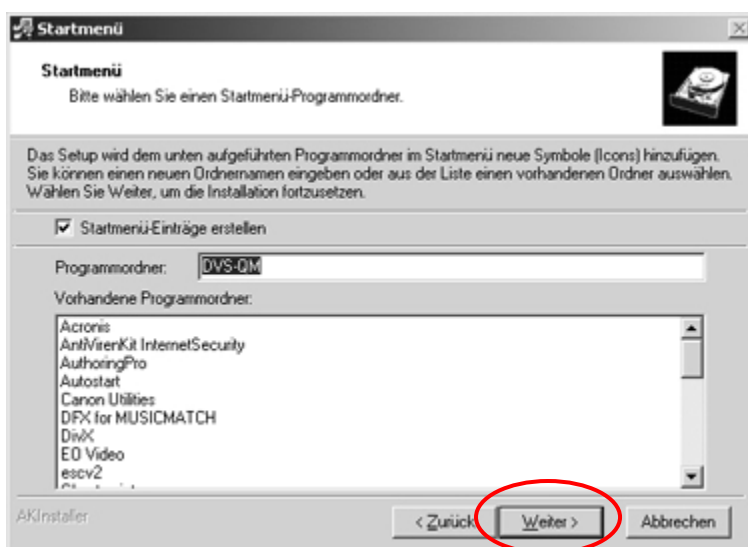 Startmenü
Startmenü
Bitte wählen Sie einen Startmenü-Programmordner.
Das Setup wird dem unten aufgeführten Programmordner im Startmenü neue Symbole (Icons) hinzufügen.
Sie können einen neuen Ordnernamen eingeben oder aus der Liste einen vorhandenen Ordner auswählen.
Wählen Sie Weiter, um die Installation fortzusetzen.
Startmenü-Einträge erstellen
Programmordner: DVS-QM
Vorhandene Programmordner:
Acronis
AntiVirenKit InternetSecurity
AuthoringPro
Autostart
Canon Utilities
DFX for MUSICMATCH
DivX
EO Video
escv2
AKInstaller
< Zurück
Weiter >
Abbrechen